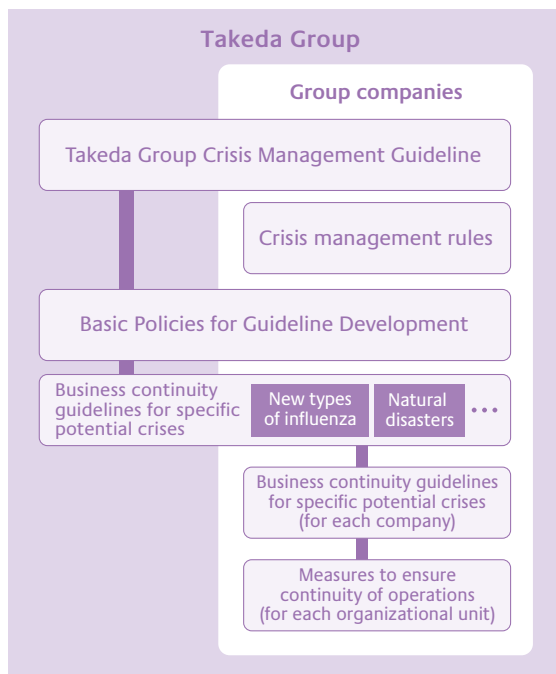 Takeda Group
Group companies
Takeda Group Crisis Management Guideline
Crisis management rules
Basic Policies for Guideline Development
Business continuity
guidelines for specific
potential crises
New types
of influenza
Natural
disasters
...
Business continuity guidelines
for specific potential crises
(for each company)
Measures to ensure
continuity of operations
(for each organizational unit)